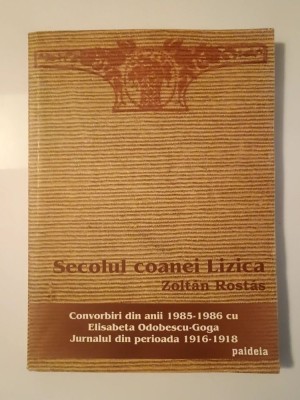 Secolul coanei Lizica
Zoltán Rostás
Convorbiri din anii 1985-1986 cu
Elisabeta Odobescu-Goga
Jurnalul din perioada 1916-1918
paideia